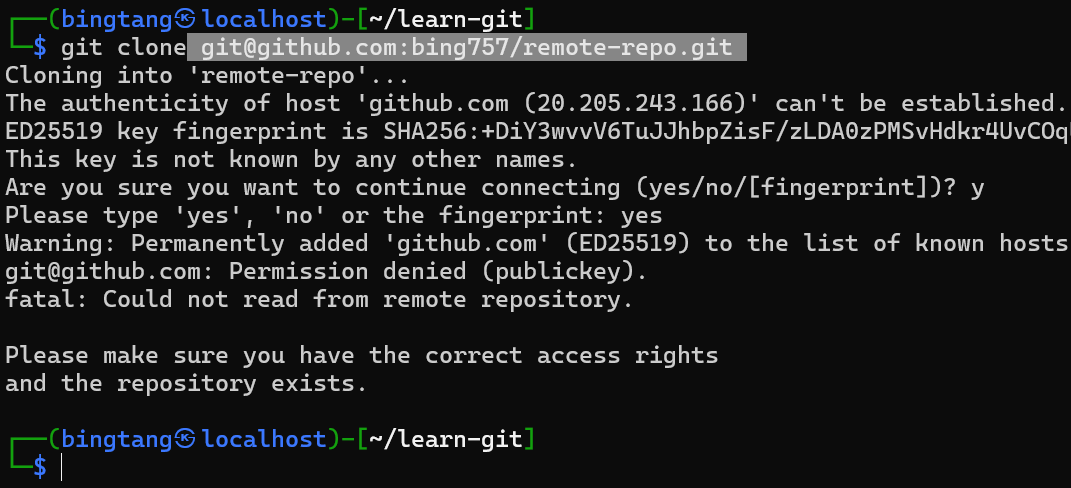 ┌──(bingtang㉿localhost)-[~/learn-git]
└─$ git clone git@github.com:bing757/remote-repo.git
Cloning into 'remote-repo'...
The authenticity of host 'github.com (20.205.243.166)' can't be established.
ED25519 key fingerprint is SHA256:+DiY3wvvV6TuJJhbpZisF/zLDA0zPMSvHdkr4UvCOq
This key is not known by any other names.
Are you sure you want to continue connecting (yes/no/[fingerprint])? y
Please type 'yes', 'no' or the fingerprint: yes
Warning: Permanently added 'github.com' (ED25519) to the list of known hosts
git@github.com: Permission denied (publickey).
fatal: Could not read from remote repository.
Please make sure you have the correct access rights
and the repository exists.
┌──(bingtang㉿localhost)-[~/learn-git]
└─$